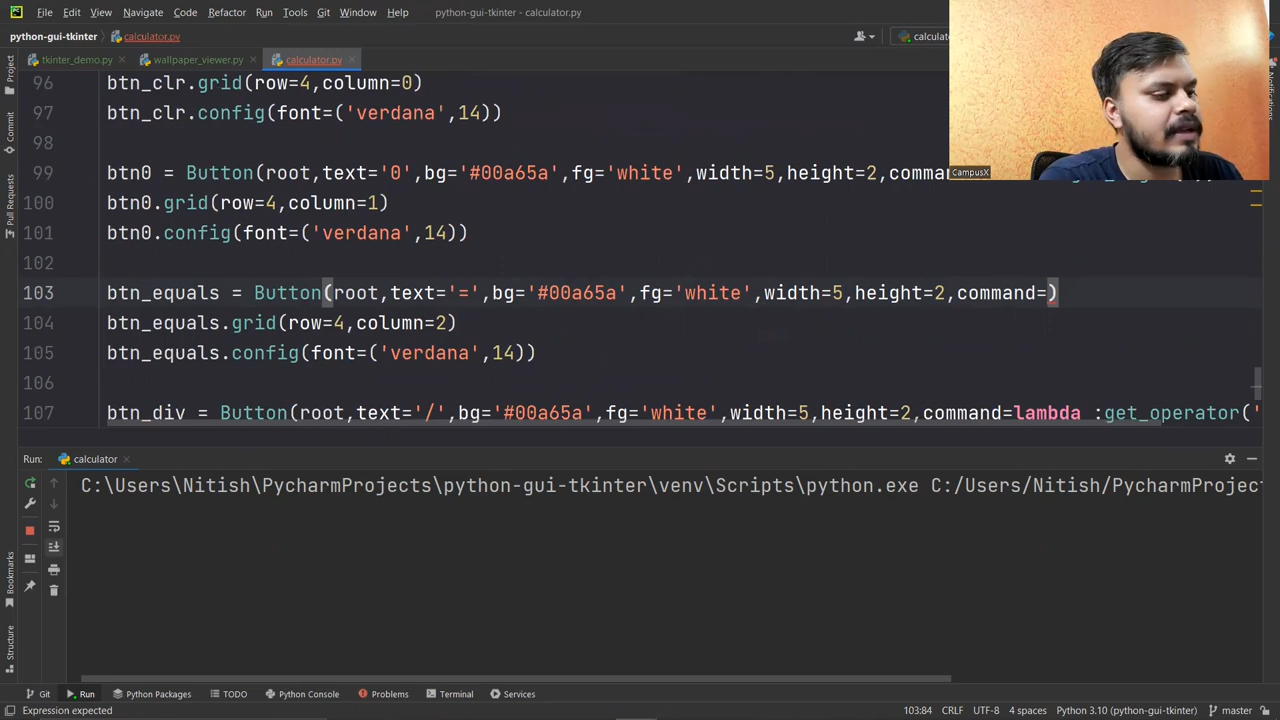 File Edit View Navigate Code Refactor Run Tools Git Window Help python-gui-tkinter - calculator.py
python-gui-tkinter calculator.py
tkinter_demo.py wallpaper_viewer.py calculator.py
96 btn_clr.grid(row=4,column=0)
97 btn_clr.config(font=('verdana',14))
98
99 btn0 = Button(root,text='0',bg='#00a65a',fg='white',width=5,height=2,
100 btn0.grid(row=4,column=1)
101 btn0.config(font=('verdana',14))
102
103 btn_equals = Button(root,text='=',bg='#00a65a',fg='white',width=5,height=2,command=)
104 btn_equals.grid(row=4,column=2)
105 btn_equals.config(font=('verdana',14))
106
107 btn_div = Button(root,text='/',bg='#00a65a',fg='white',width=5,height=2,command=lambda :get_operator('
CampusX
Project
Commit
Pull Requests
Bookmarks
Structure
Notifications
Run: calculator
C:\Users\Nitish\PycharmProjects\python-gui-tkinter\venv\Scripts\python.exe C:/Users/Nitish/PycharmProject
Git Run Python Packages TODO Python Console Problems Terminal Services
Expression expected 103:84 CRLF UTF-8 4 spaces Python 3.10 (python-gui-tkinter) master